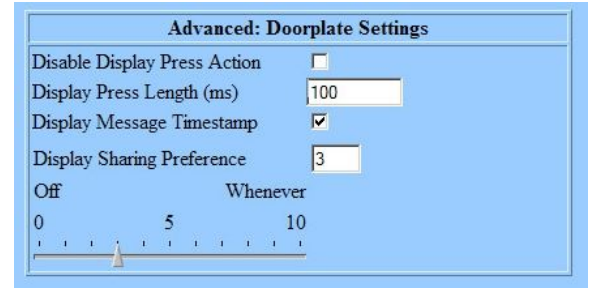 Advanced: Doorplate Settings
Disable Display Press Action
Display Press Length (ms) 100
Display Message Timestamp
Display Sharing Preference 3
Off Whenever
0 5 10